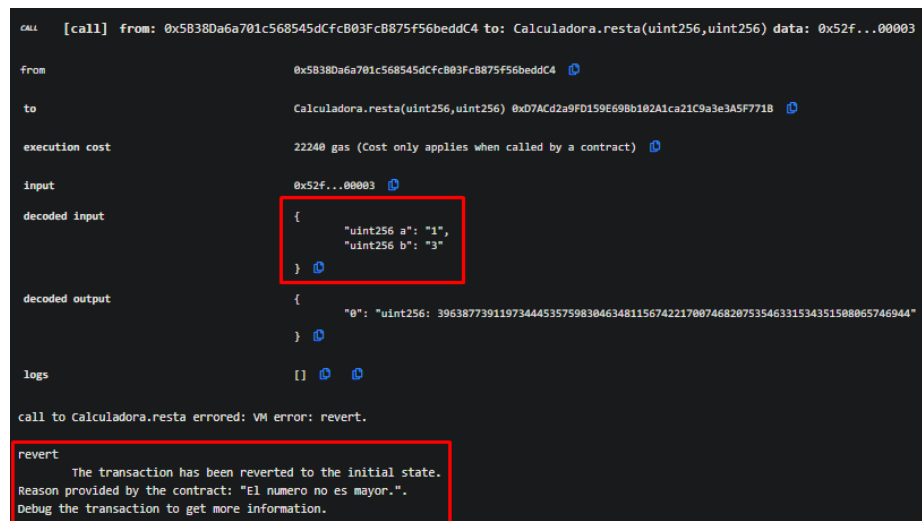 CALL [call] from: 0x5B38Da6a701c568545dCfcB03FcB875f56beddC4 to: Calculadora.resta(uint256,uint256) data: 0x52f...00003
from 0x5B38Da6a701c568545dCfcB03FcB875f56beddC4
to Calculadora.resta(uint256,uint256) 0xD7ACd2a9FD159E69Bb102A1ca21C9a3e3A5F771B
execution cost 22240 gas (Cost only applies when called by a contract)
input 0x52f...00003
decoded input {
"uint256 a": "1",
"uint256 b": "3"
}
decoded output {
"0": "uint256: 3963877391197344453575983046348115674221700746820753546331534351508065746944"
}
logs []
call to Calculadora.resta errored: VM error: revert.
revert
The transaction has been reverted to the initial state.
Reason provided by the contract: "El numero no es mayor.".
Debug the transaction to get more information.